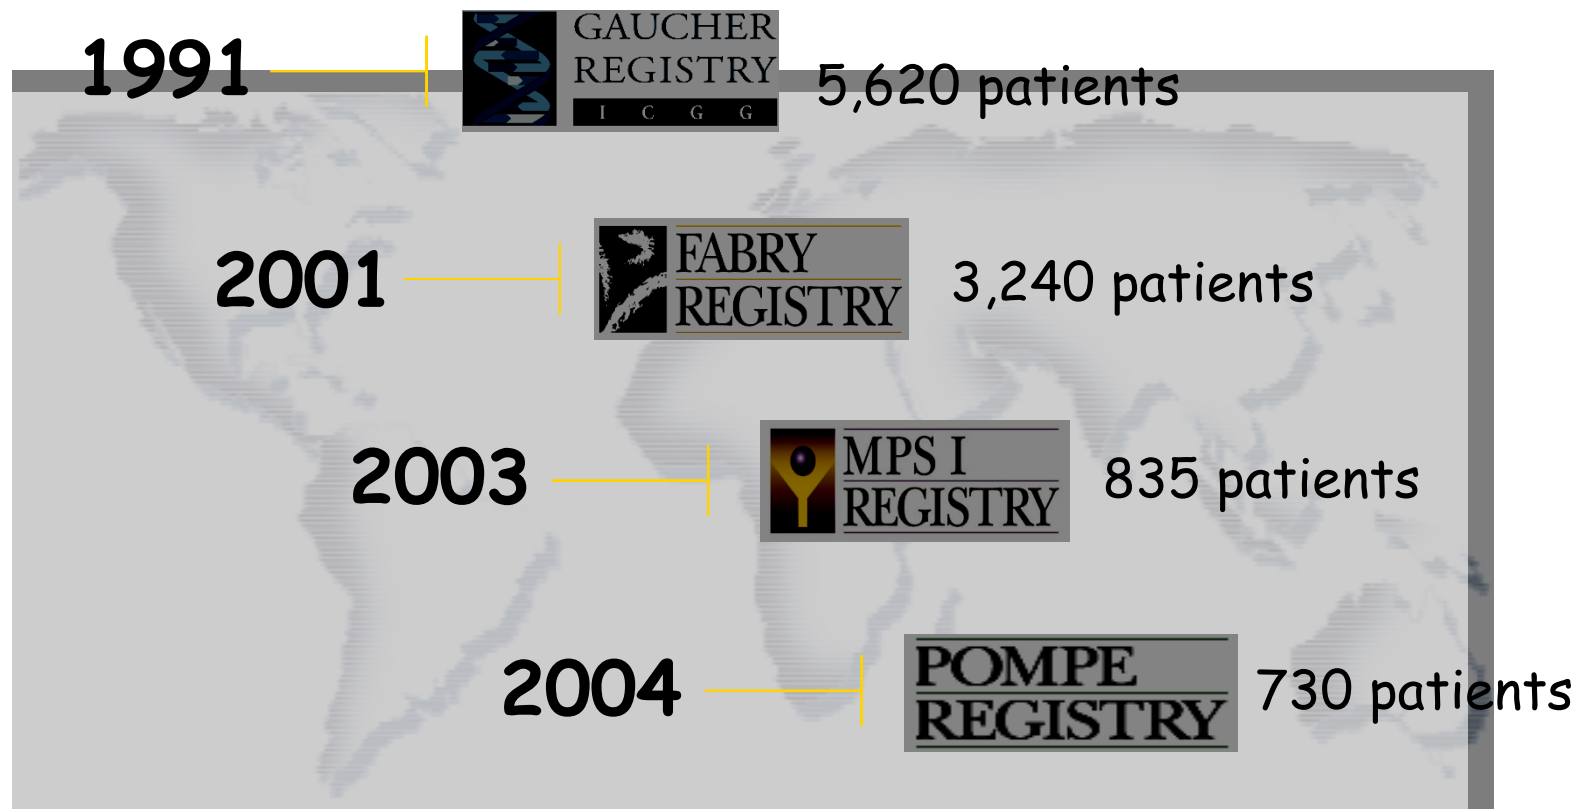 1991
GAUCHER
REGISTRY
I C G G
5,620 patients
2001
FABRY
REGISTRY
3,240 patients
2003
MPS I
REGISTRY
835 patients
2004
POMPE
REGISTRY
730 patients